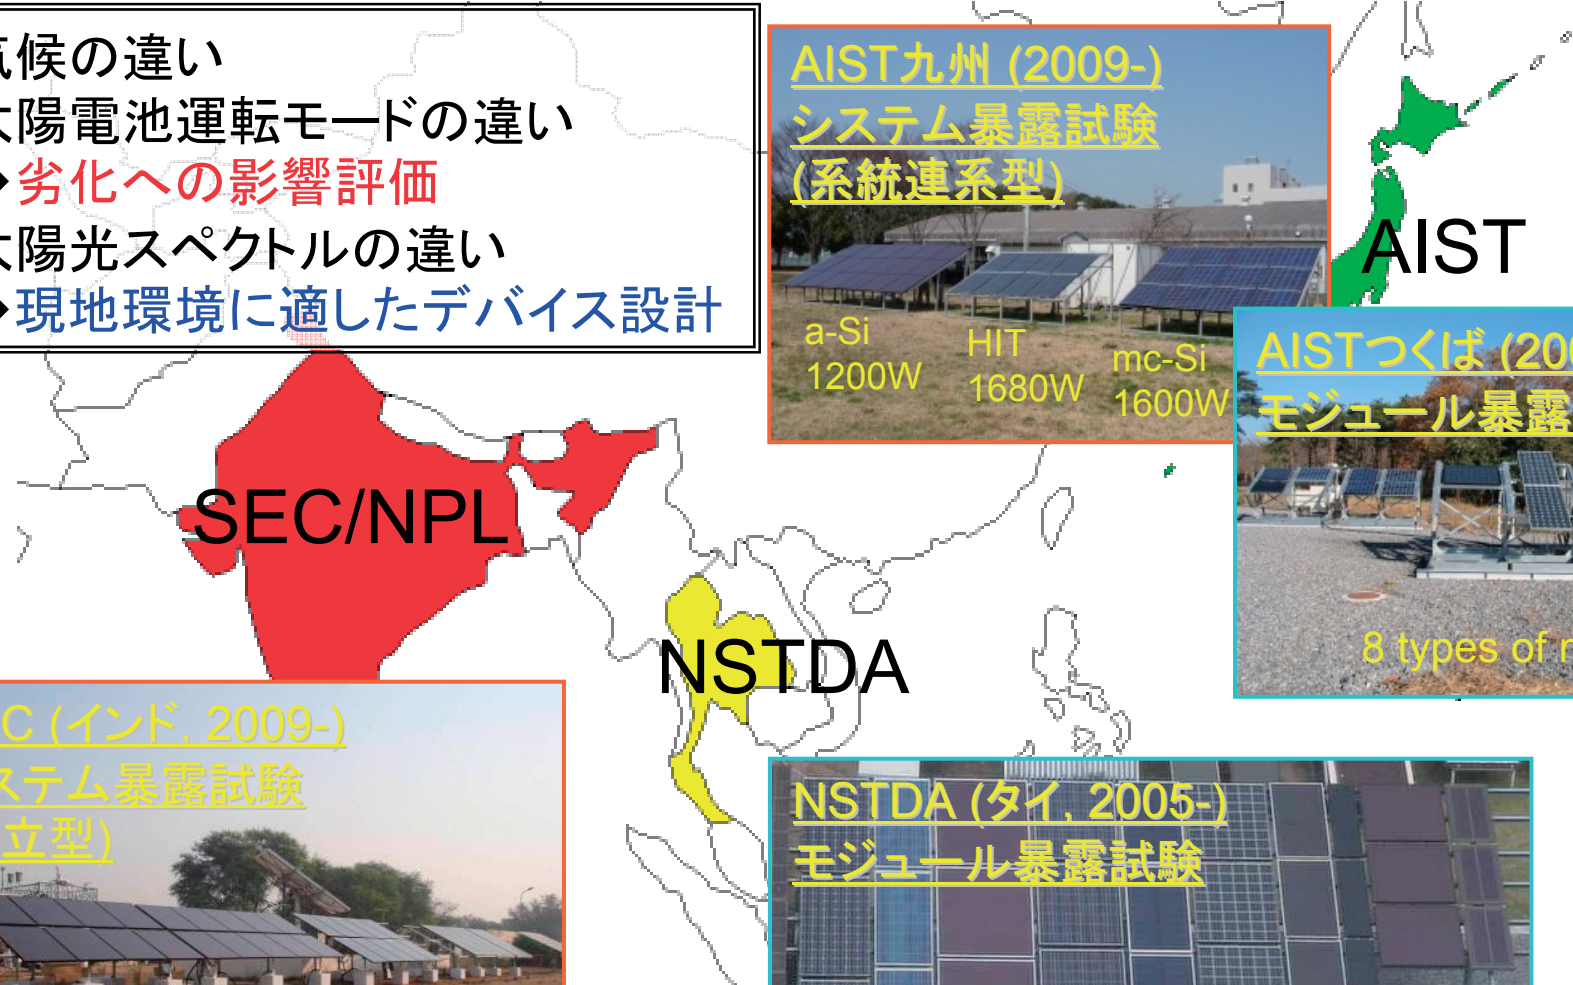 候の違い
陽電池運転モードの違い
劣化への影響評価
陽光スペクトルの違い
現地環境に適したデバイス設計
AIST九州 (2009-)
システム暴露試験
(系統連系型)
a-Si
1200W
HIT
1680W
mc-Si
1600W
AIST
AISTつくば (200
モジュール暴露
8 types of
SEC/NPL
NSTDA
C (インド, 2009-)
ステム暴露試験
立型)
NSTDA (タイ, 2005-)
モジュール暴露試験